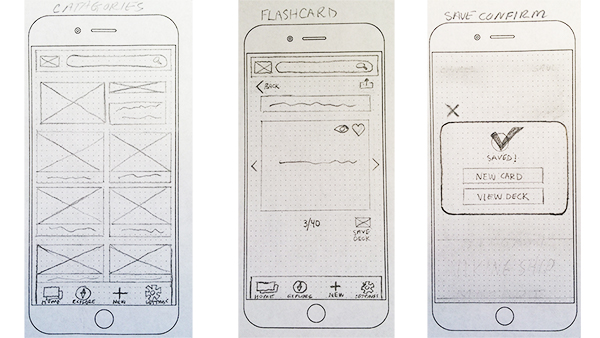 CATEGORIES
EXPLORE
NEW
SETTINGS
FLASHCARD
BACK
3/40
SAVE
DECK
HOME
EXPLORE
NEW
SETTINGS
SAVE CONFIRM
SAVED!
NEW CARD
VIEW DECK